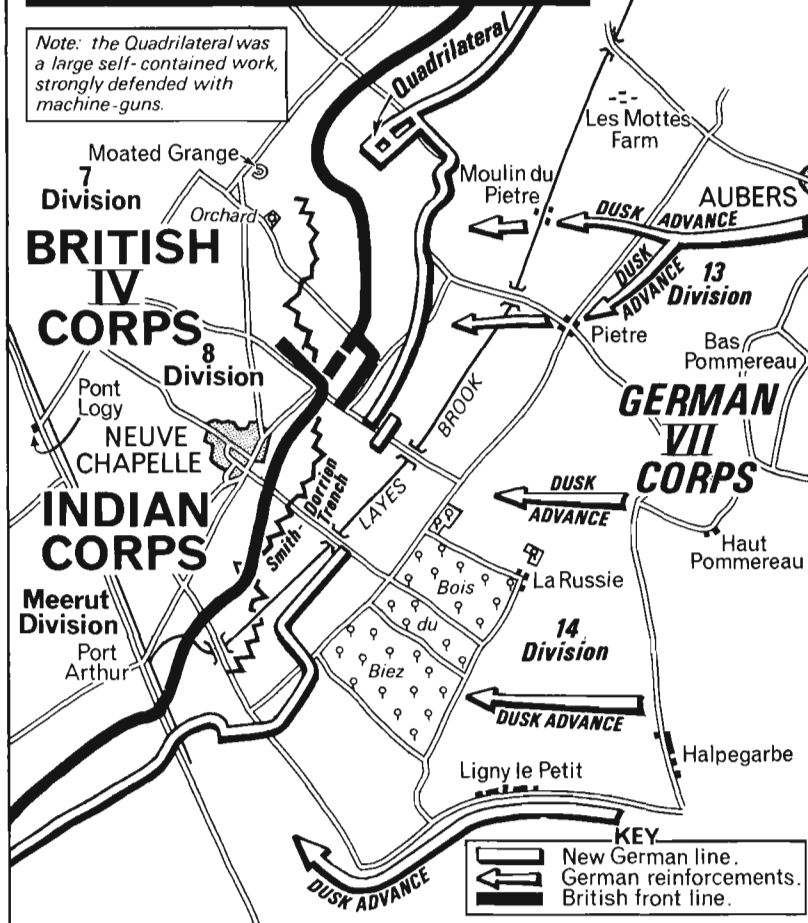 Note: the Quadrilateral was
a large self-contained work,
strongly defended with
machine-guns.
Quadrilateral
Les Mottes
Farm
Moated Grange
7
Division
Orchard
Moulin du
Pietre
AUBERS
DUSK ADVANCE
DUSK
ADVANCE
13
Division
BRITISH
IV
CORPS
8
Division
Pietre
Bas
Pommereau
Pont
Logy
NEUVE
CHAPELLE
BROOK
LAYES
GERMAN
VII
CORPS
Smith-Dorrien
Trench
INDIAN
CORPS
DUSK
ADVANCE
Haut
Pommereau
Bois
du
Biez
La Russie
Meerut
Division
Port
Arthur
14
Division
DUSK ADVANCE
Halpegarbe
Ligny le Petit
DUSK ADVANCE
KEY
New German line.
German reinforcements.
British front line.